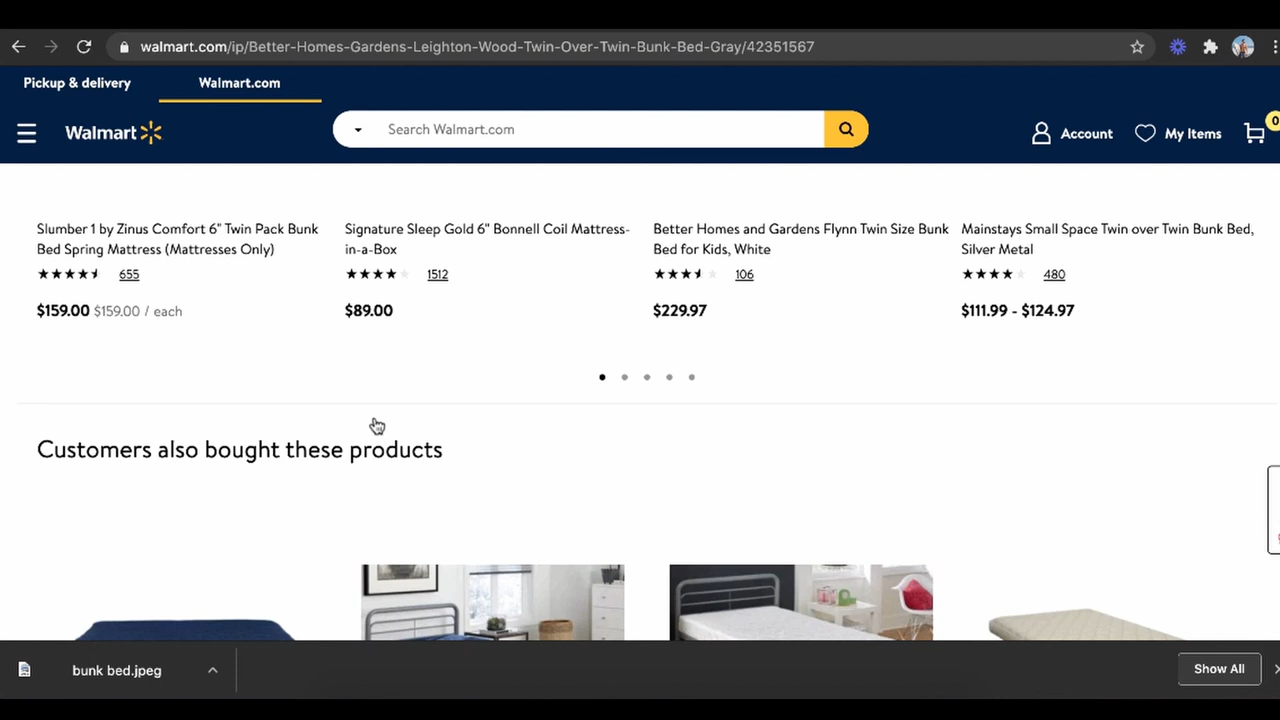 walmart.com/ip/Better-Homes-Gardens-Leighton-Wood-Twin-Over-Twin-Bunk-Bed-Gray/42351567
Pickup & delivery
Walmart.com
Walmart
Search Walmart.com
Account
My Items
0
Slumber 1 by Zinus Comfort 6" Twin Pack Bunk
Bed Spring Mattress (Mattresses Only)
655
$159.00 $159.00 / each
Signature Sleep Gold 6" Bonnell Coil Mattress-
in-a-Box
1512
$89.00
Better Homes and Gardens Flynn Twin Size Bunk
Bed for Kids, White
106
$229.97
Mainstays Small Space Twin over Twin Bunk Bed,
Silver Metal
480
$111.99 - $124.97
Customers also bought these products
bunk bed.jpeg
Show All